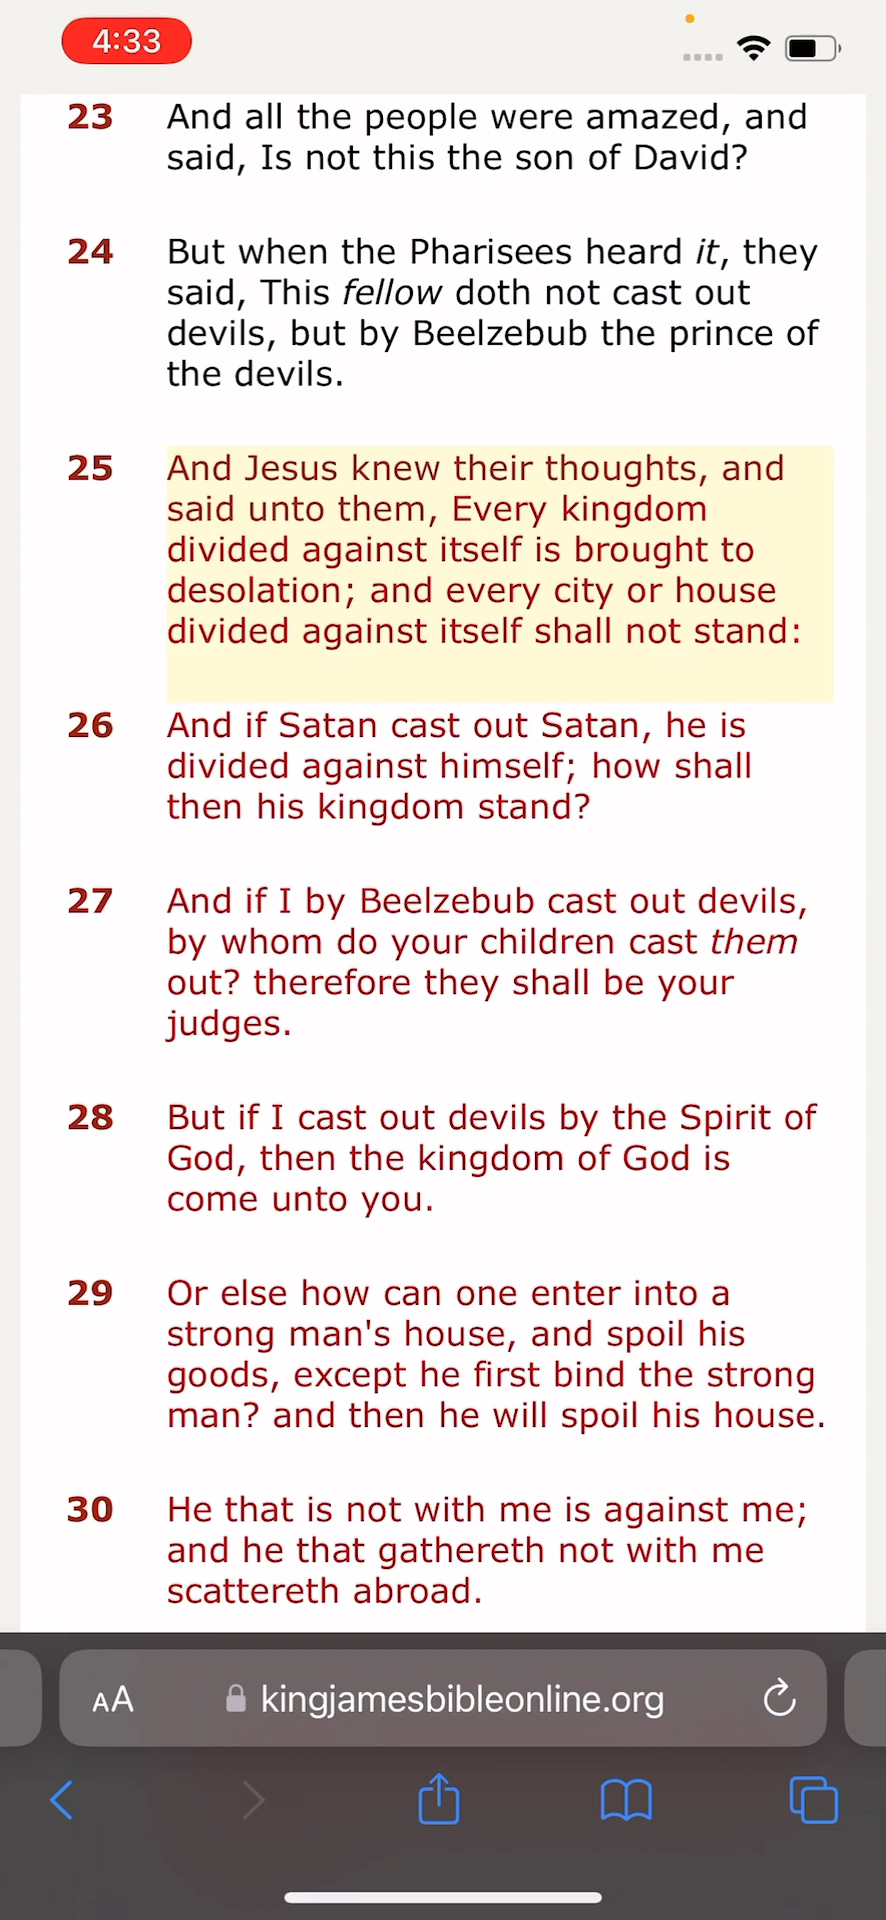 4:33
23 And all the people were amazed, and
said, Is not this the son of David?
24 But when the Pharisees heard it, they
said, This fellow doth not cast out
devils, but by Beelzebub the prince of
the devils.
25 And Jesus knew their thoughts, and
said unto them, Every kingdom
divided against itself is brought to
desolation; and every city or house
divided against itself shall not stand:
26 And if Satan cast out Satan, he is
divided against himself; how shall
then his kingdom stand?
27 And if I by Beelzebub cast out devils,
by whom do your children cast them
out? therefore they shall be your
judges.
28 But if I cast out devils by the Spirit of
God, then the kingdom of God is
come unto you.
29 Or else how can one enter into a
strong man's house, and spoil his
goods, except he first bind the strong
man? and then he will spoil his house.
30 He that is not with me is against me;
and he that gathereth not with me
scattereth abroad.
AA kingjamesbibleonline.org